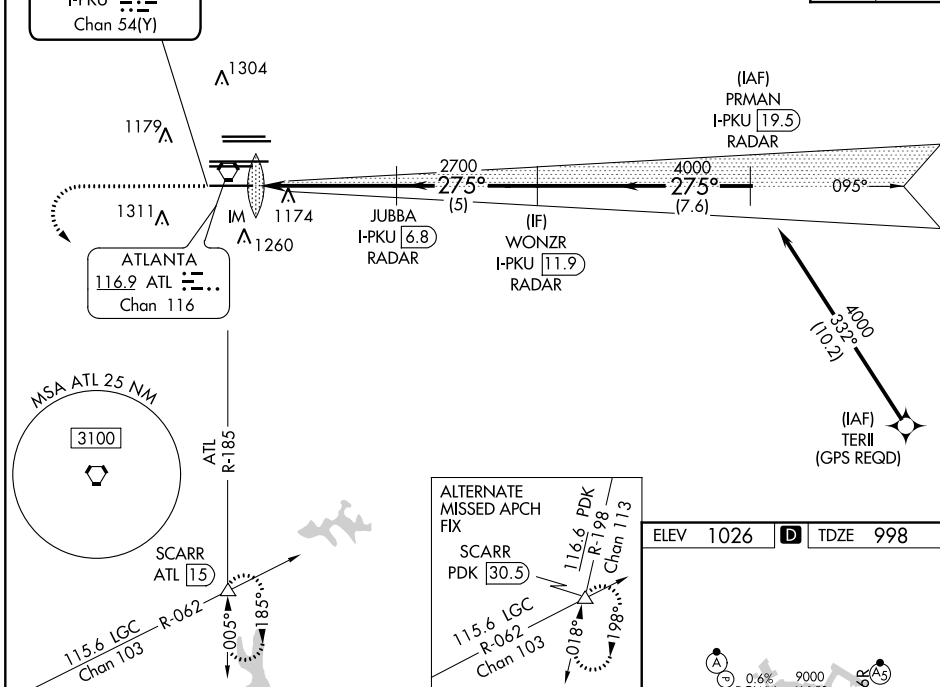 I-PKU
Chan 54(Y)
1304
1179
1311
IM
1174
1260
(IAF)
PRMAN
I-PKU 19.5
RADAR
2700
275°
(5)
4000
275°
(7.6)
095°
JUBBA
I-PKU 6.8
RADAR
(IF)
WONZR
I-PKU 11.9
RADAR
ATLANTA
116.9 ATL
Chan 116
4000
332°
(10.2)
(IAF)
TERII
(GPS REQD)
MSA ATL 25 NM
3100
ATL
R-185
SCARR
ATL 15
115.6 LGC
R-062
Chan 103
005°
185°
ALTERNATE
MISSED APCH
FIX
SCARR
PDK 30.5
116.6 PDK
R-198
Chan 113
115.6 LGC
R-062
Chan 103
018°
198°
ELEV 1026 D TDZE 998
A
P
0.6%
9000
A5